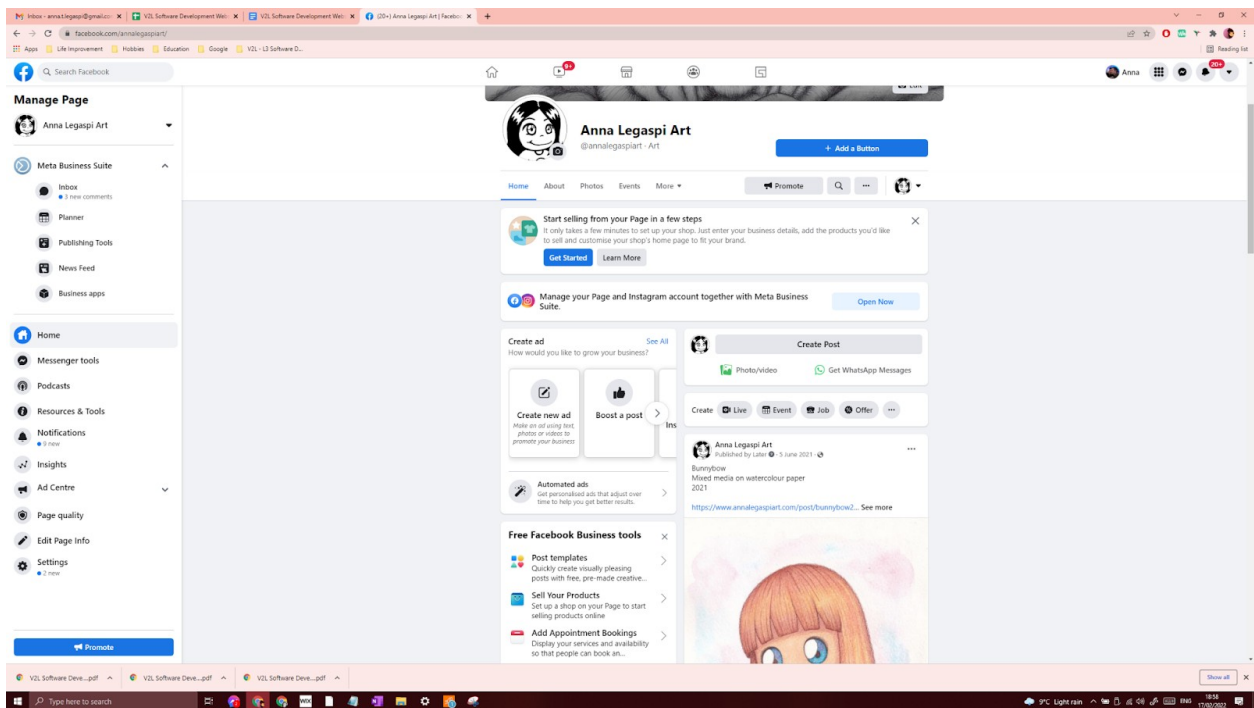 Inbox - anna.t.legaspi@gmail.co
V2L Software Development Web
V2L Software Development Web
(20+) Anna Legaspi Art | Faceboo
facebook.com/annalegaspiart/
Apps
Life Improvement
Hobbies
Education
Google
V2L - L3 Software D...
Reading list
Search Facebook
9+
Anna
20+
Manage Page
Anna Legaspi Art
Meta Business Suite
Inbox
3 new comments
Planner
Publishing Tools
News Feed
Business apps
Home
Messenger tools
Podcasts
Resources & Tools
Notifications
9 new
Insights
Ad Centre
Page quality
Edit Page Info
Settings
2 new
Promote
Edit
Anna Legaspi Art
@annalegaspiart · Art
+ Add a Button
Home About Photos Events More
Promote
Start selling from your Page in a few steps
It only takes a few minutes to set up your shop. Just enter your business details, add the products you'd like
to sell and customise your shop's home page to fit your brand.
Get Started
Learn More
Manage your Page and Instagram account together with Meta Business
Suite.
Open Now
Create ad
See All
How would you like to grow your business?
Create new ad
Make an ad using text,
photos or videos to
promote your business
Boost a post
Ins
Automated ads
Get personalised ads that adjust over
time to help you get better results.
Free Facebook Business tools
Post templates
Quickly create visually pleasing
posts with free, pre-made creative...
Sell Your Products
Set up a shop on your Page to start
selling products online
Add Appointment Bookings
Display your services and availability
so that people can book an...
Create Post
Photo/video
Get WhatsApp Messages
Create
Live
Event
Job
Offer
Anna Legaspi Art
Published by Later · 5 June 2021 ·
Bunnybow
Mixed media on watercolour paper
2021
https://www.annalegaspiart.com/post/bunnybow2... See more
V2L Software Deve....pdf
V2L Software Deve....pdf
V2L Software Deve....pdf
Show all
Type here to search
WIX
9°C Light rain
ENG
18:58
17/02/2022